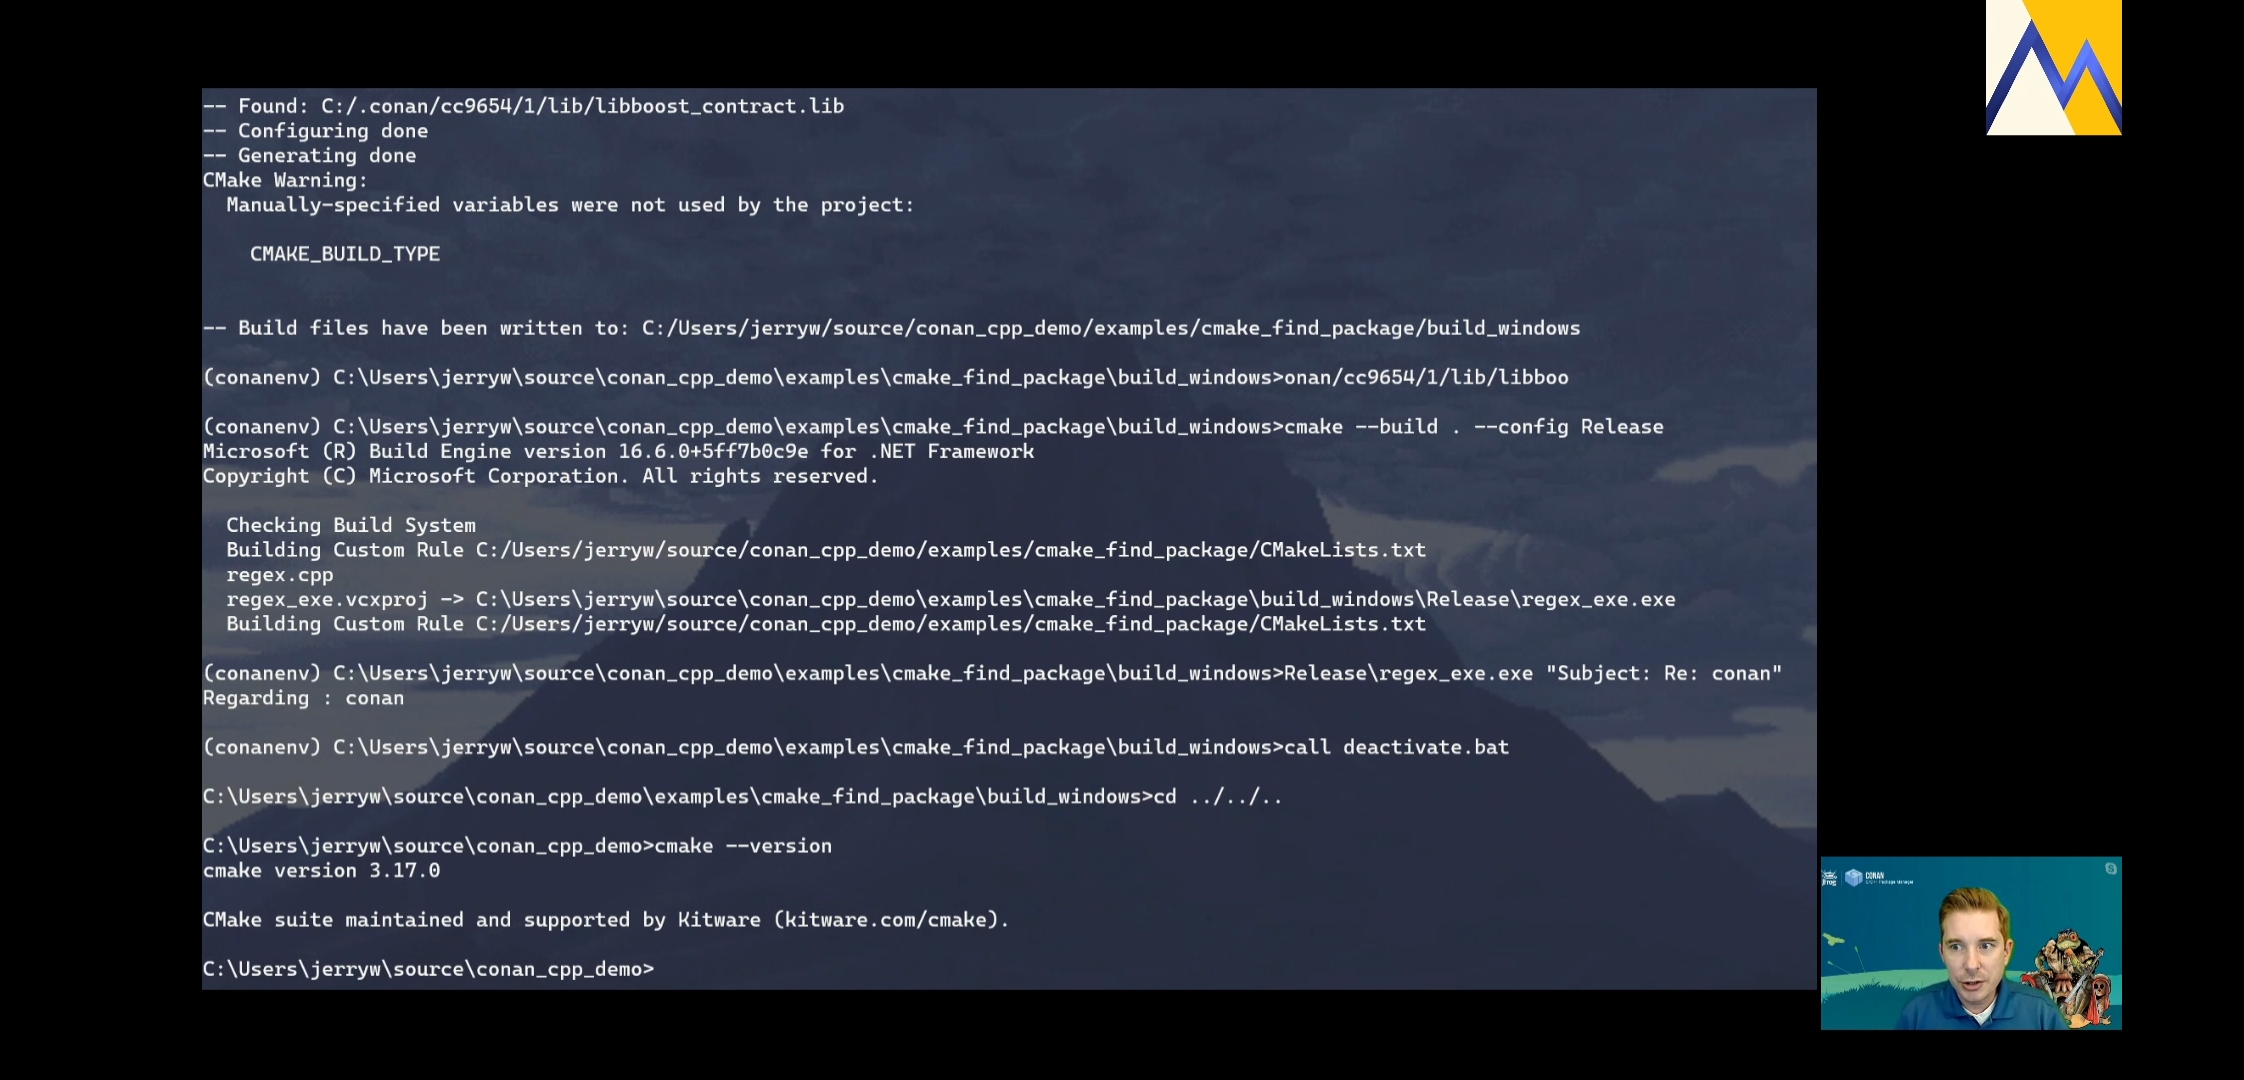 -- Found: C:/.conan/cc9654/1/lib/libboost_contract.lib
-- Configuring done
-- Generating done
CMake Warning:
  Manually-specified variables were not used by the project:
    CMAKE_BUILD_TYPE
-- Build files have been written to: C:/Users/jerryw/source/conan_cpp_demo/examples/cmake_find_package/build_windows
(conanenv) C:\Users\jerryw\source\conan_cpp_demo\examples\cmake_find_package\build_windows>onan/cc9654/1/lib/libboo
(conanenv) C:\Users\jerryw\source\conan_cpp_demo\examples\cmake_find_package\build_windows>cmake --build . --config Release
Microsoft (R) Build Engine version 16.6.0+5ff7b0c9e for .NET Framework
Copyright (C) Microsoft Corporation. All rights reserved.
  Checking Build System
  Building Custom Rule C:/Users/jerryw/source/conan_cpp_demo/examples/cmake_find_package/CMakeLists.txt
  regex.cpp
  regex_exe.vcxproj -> C:\Users\jerryw\source\conan_cpp_demo\examples\cmake_find_package\build_windows\Release\regex_exe.exe
  Building Custom Rule C:/Users/jerryw/source/conan_cpp_demo/examples/cmake_find_package/CMakeLists.txt
(conanenv) C:\Users\jerryw\source\conan_cpp_demo\examples\cmake_find_package\build_windows>Release\regex_exe.exe "Subject: Re: conan"
Regarding : conan
(conanenv) C:\Users\jerryw\source\conan_cpp_demo\examples\cmake_find_package\build_windows>call deactivate.bat
C:\Users\jerryw\source\conan_cpp_demo\examples\cmake_find_package\build_windows>cd ../../..
C:\Users\jerryw\source\conan_cpp_demo>cmake --version
cmake version 3.17.0
CMake suite maintained and supported by Kitware (kitware.com/cmake).
C:\Users\jerryw\source\conan_cpp_demo>
CONAN